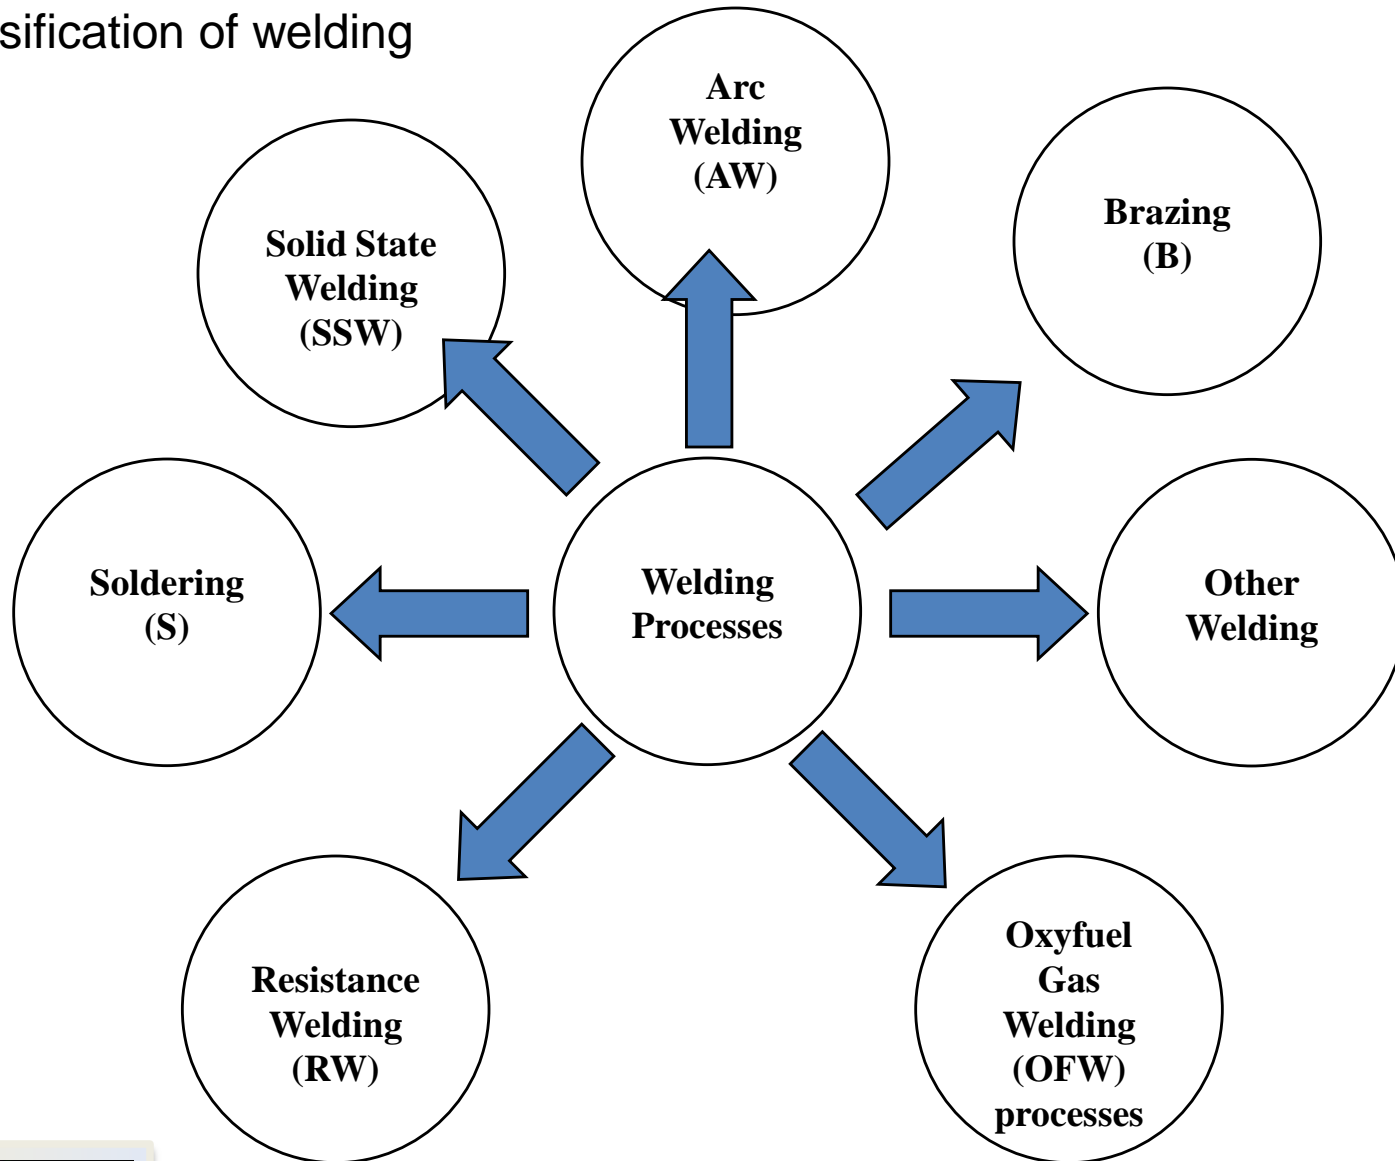 sification of welding
Arc
Welding
(AW)
Brazing
(B)
Solid State
Welding
(SSW)
Soldering
(S)
Welding
Processes
Other
Welding
Resistance
Welding
(RW)
Oxyfuel
Gas
Welding
(OFW)
processes